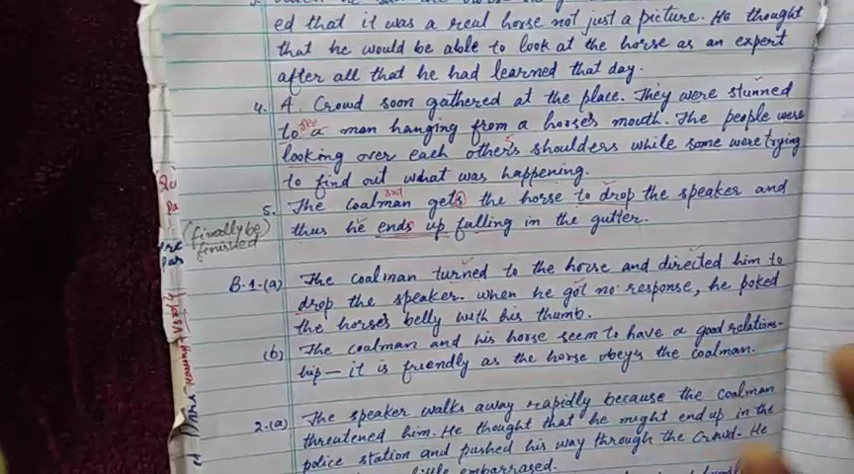 ed that it was a real horse not just a picture. He thought
that he would be able to look at the horse as an expert
after all that he had learned that day.
4. A. Crowd soon gathered at the place. They were stunned
to see a man hanging from a horse's mouth. The people were
looking over each other's shoulders while some were trying
to find out what was happening.
3rd
5. The Coalman gets the horse to drop the speaker and
thus he ends up falling in the gutter.
(finally be
finished
B.1.(a) The Coalman turned to the horse and directed him to
drop the speaker. when he got no response, he poked
the horse's belly with his thumb.
(b) The coalman and his horse seem to have a good relations-
hip— it is friendly as the horse obeys the coalman.
2.(a) The speaker walks away rapidly because the coalman
threatened him. He thought that he might end up in the
police station and pushed his way through the crowd. He
little embarrased.